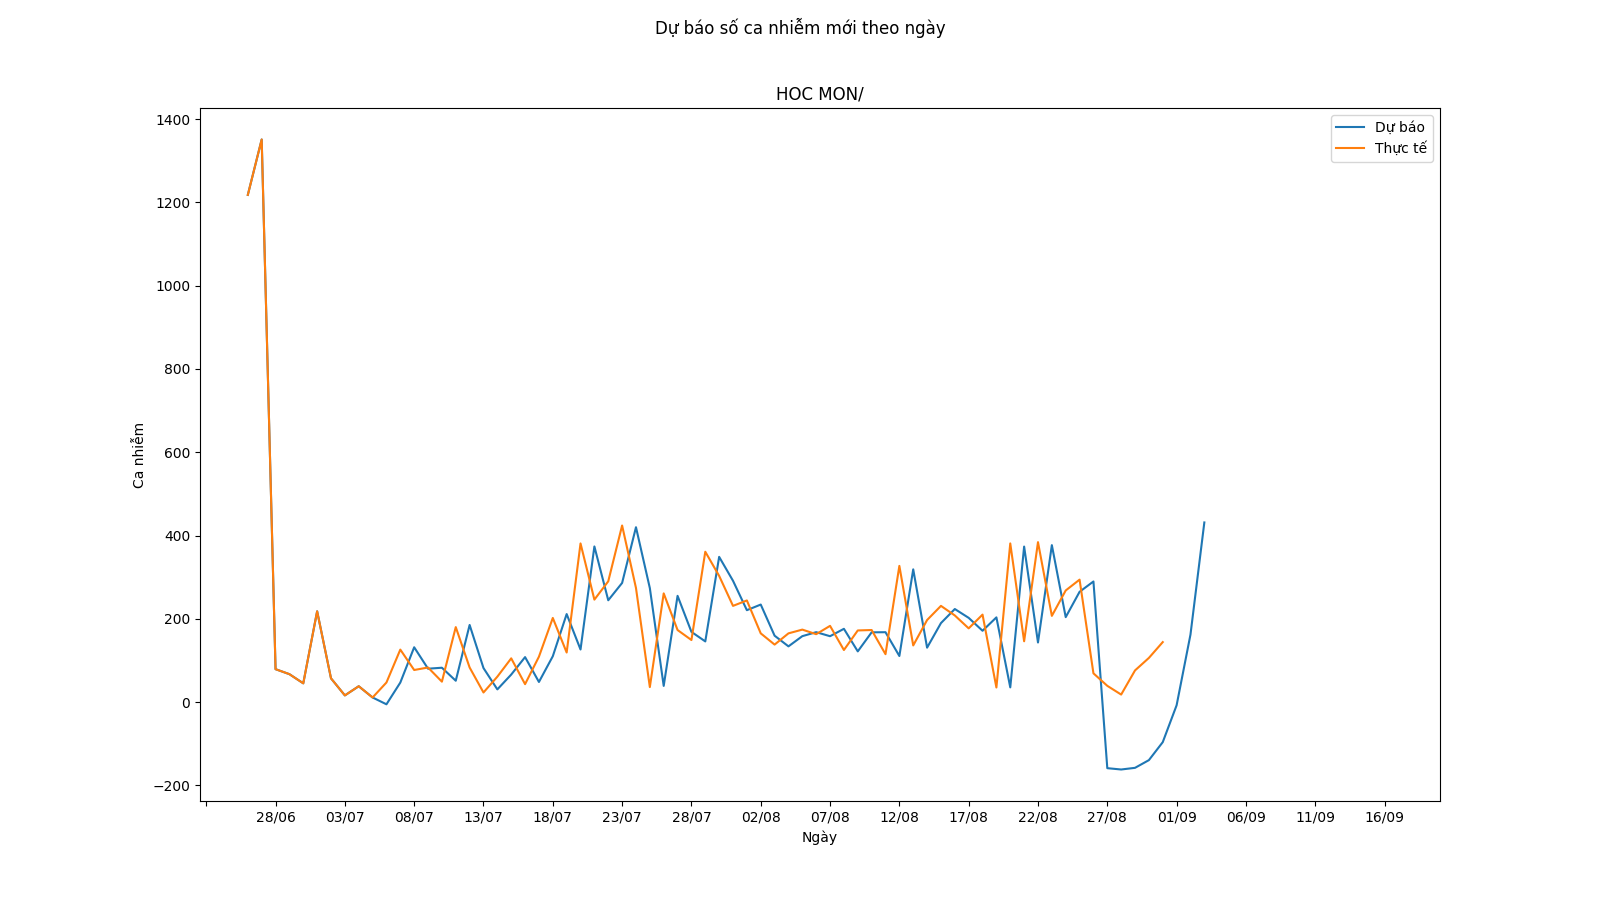 Dự báo số ca nhiễm mới theo ngày
HOC MON/
Dự báo
Thực tế
1400
1200
1000
800
600
400
200
0
−200
Ca nhiễm
28/06 03/07 08/07 13/07 18/07 23/07 28/07 02/08 07/08 12/08 17/08 22/08 27/08 01/09 06/09 11/09 16/09
Ngày